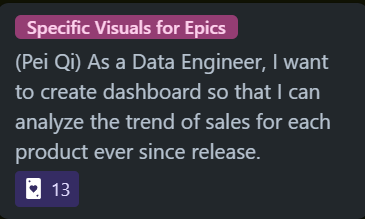 Specific Visuals for Epics
(Pei Qi) As a Data Engineer, I want
to create dashboard so that I can
analyze the trend of sales for each
product ever since release.
13